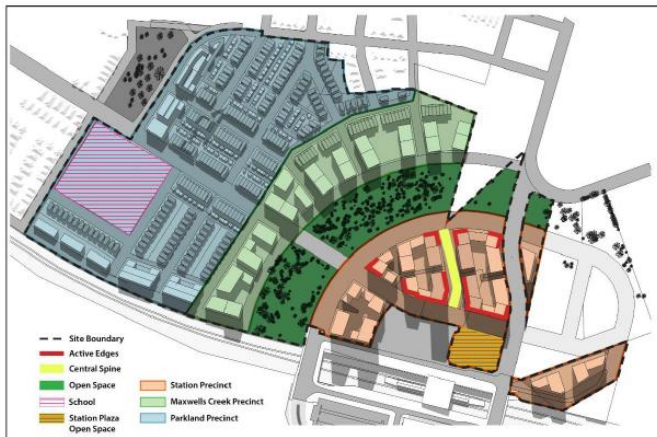 Site Boundary
Active Edges
Central Spine
Open Space
School
Station Plaza
Open Space
Station Precinct
Maxwells Creek Precinct
Parkland Precinct